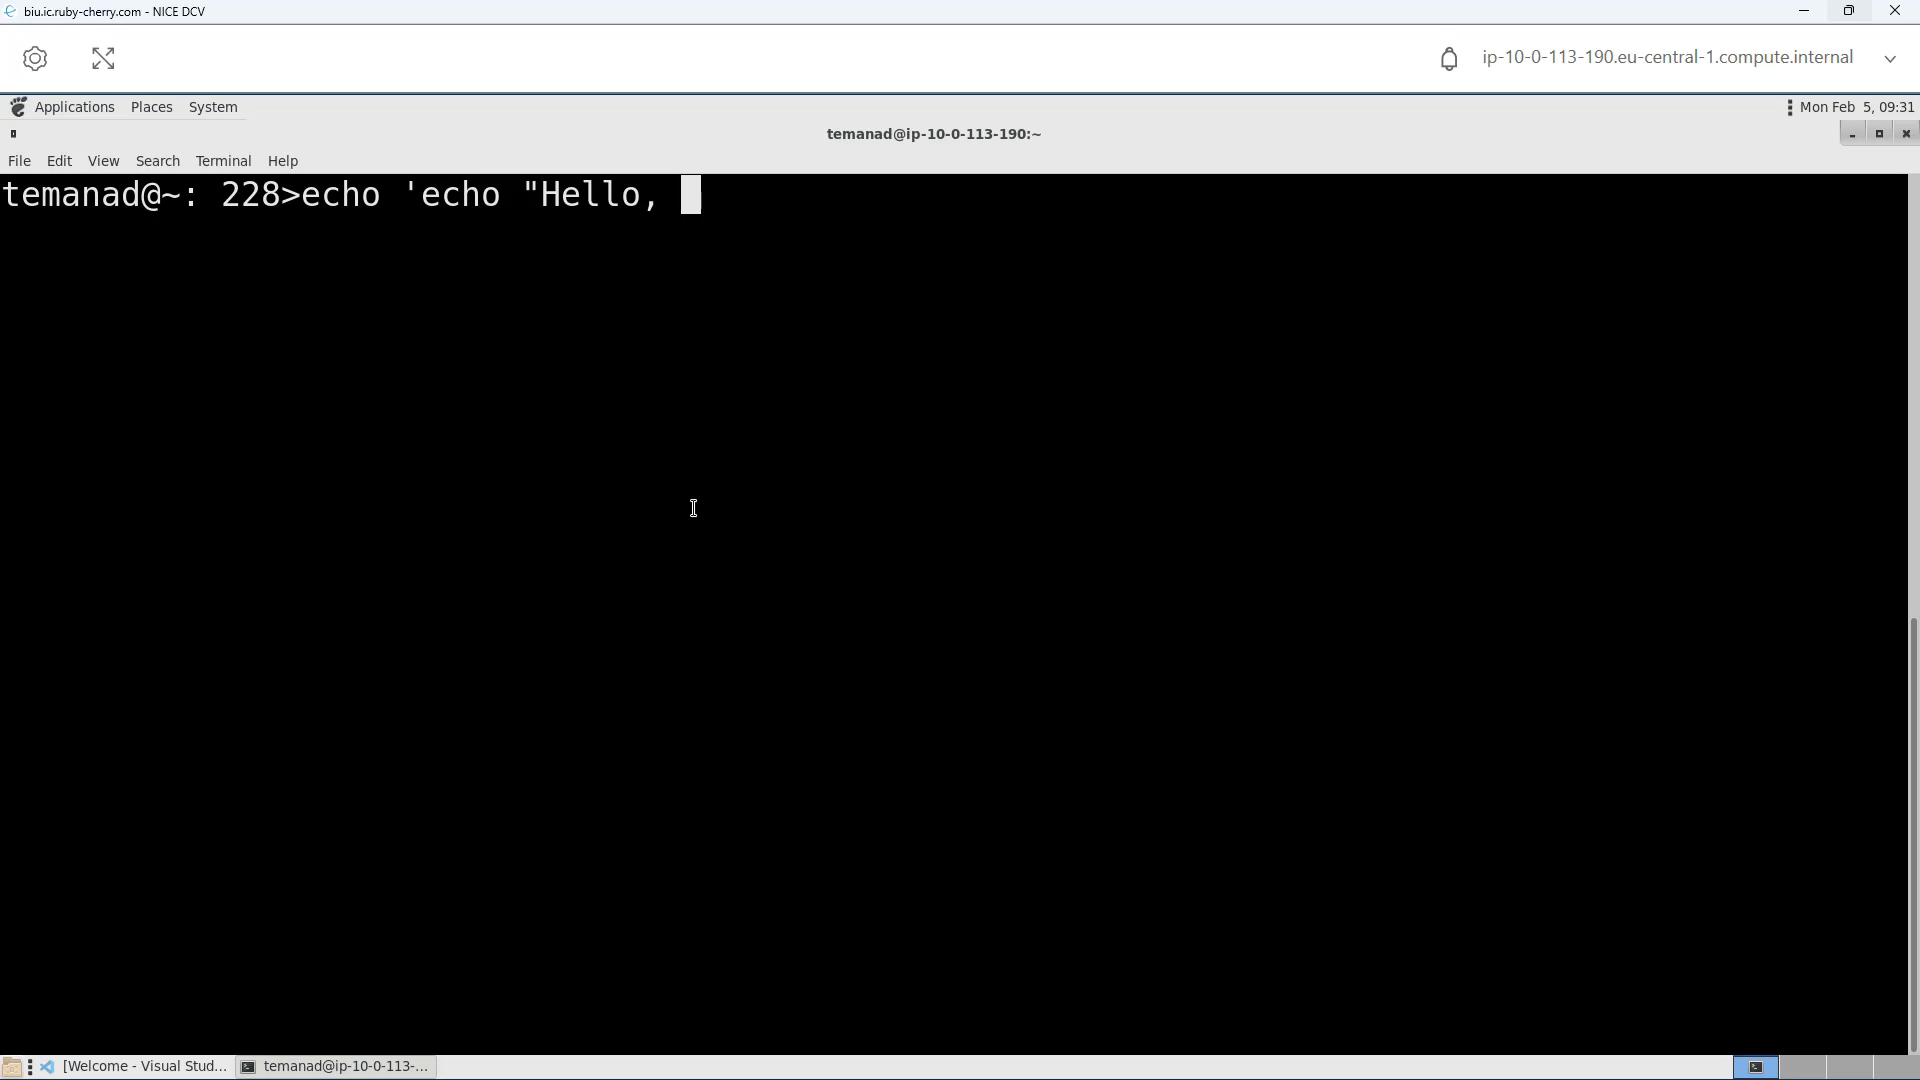 biu.ic.ruby-cherry.com - NICE DCV
ip-10-0-113-190.eu-central-1.compute.internal
Applications Places System
Mon Feb 5, 09:31
temanad@ip-10-0-113-190:~
File Edit View Search Terminal Help
temanad@~: 228>echo 'echo "Hello,
[Welcome - Visual Stud...
temanad@ip-10-0-113-...